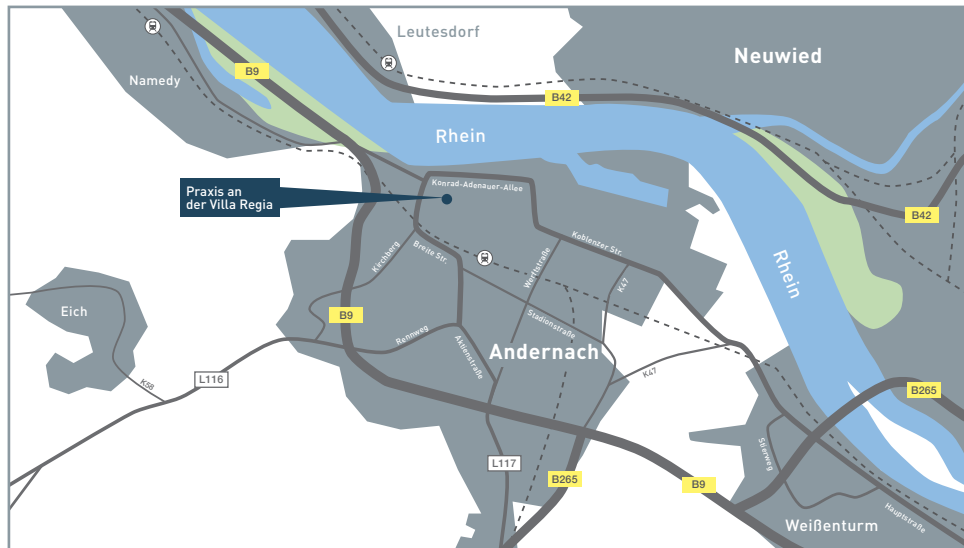 Leutesdorf
Neuwied
Namedy
B9
B42
Rhein
Praxis an
der Villa Regia
Konrad-Adenauer-Allee
B42
Kirchberg
Breite Str.
Werftstraße
Koblenzer Str.
K47
Rhein
Eich
B9
Rennweg
Aktienstraße
Stadionstraße
Andernach
K47
L116
K58
B265
Stierweg
L117
B265
B9
Hauptstraße
Weißenturm